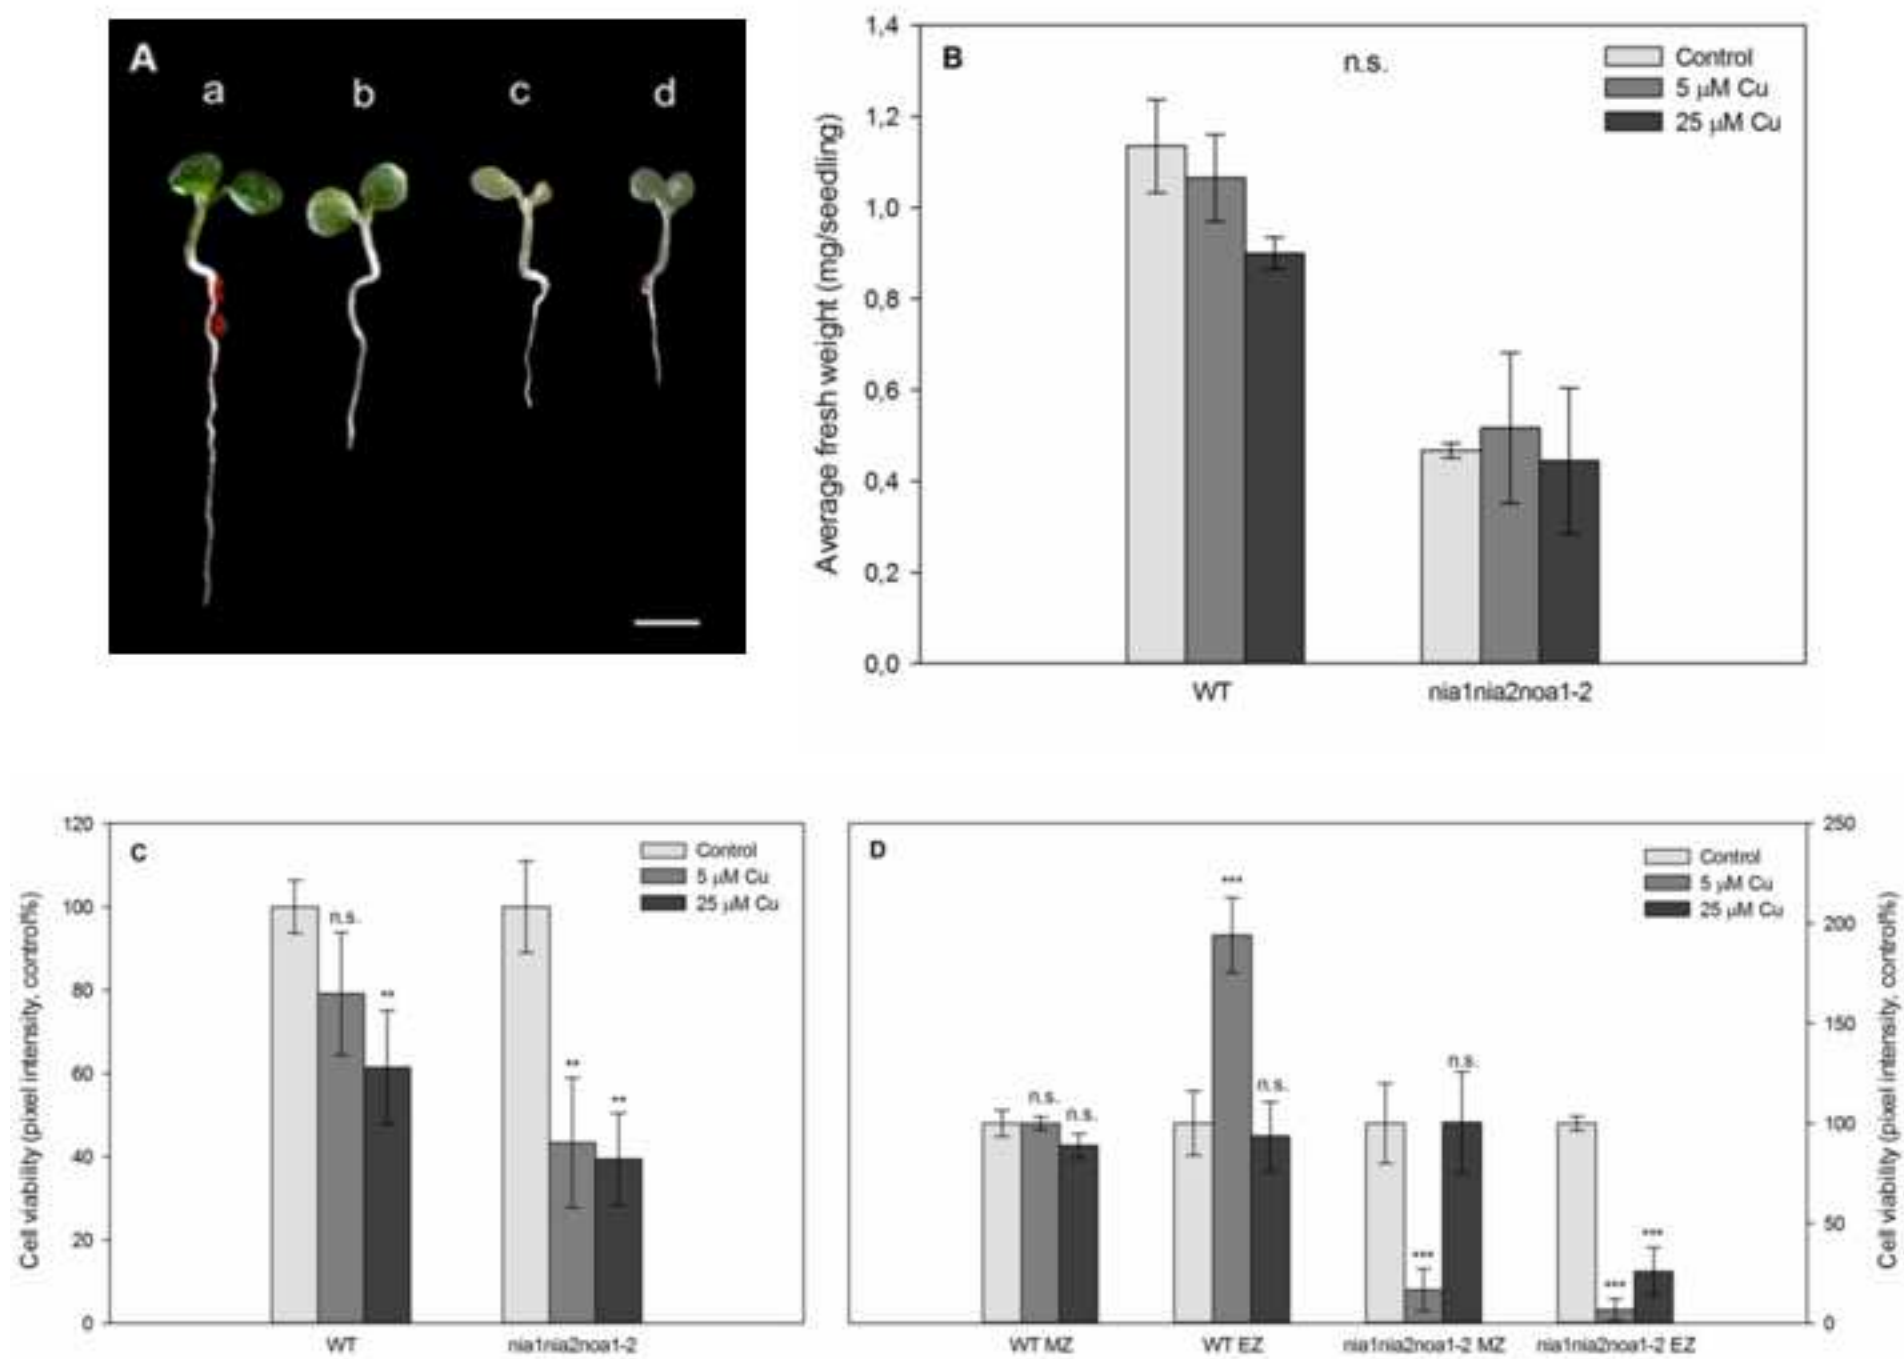 A
a b c d
B
n.s.
Control
5 µM Cu
25 µM Cu
Average fresh weight (mg/seedling)
1,4
1,2
1,0
0,8
0,6
0,4
0,2
0,0
WT nia1nia2noa1-2
C
Control
5 µM Cu
25 µM Cu
Cell viability (pixel intensity, control%)
120
100
80
60
40
20
0
n.s.
**
**
**
WT nia1nia2noa1-2
D
Control
5 µM Cu
25 µM Cu
n.s.
n.s.
***
n.s.
***
n.s.
***
***
250
200
150
100
50
0
Cell viability (pixel intensity, control%)
WT MZ WT EZ nia1nia2noa1-2 MZ nia1nia2noa1-2 EZ